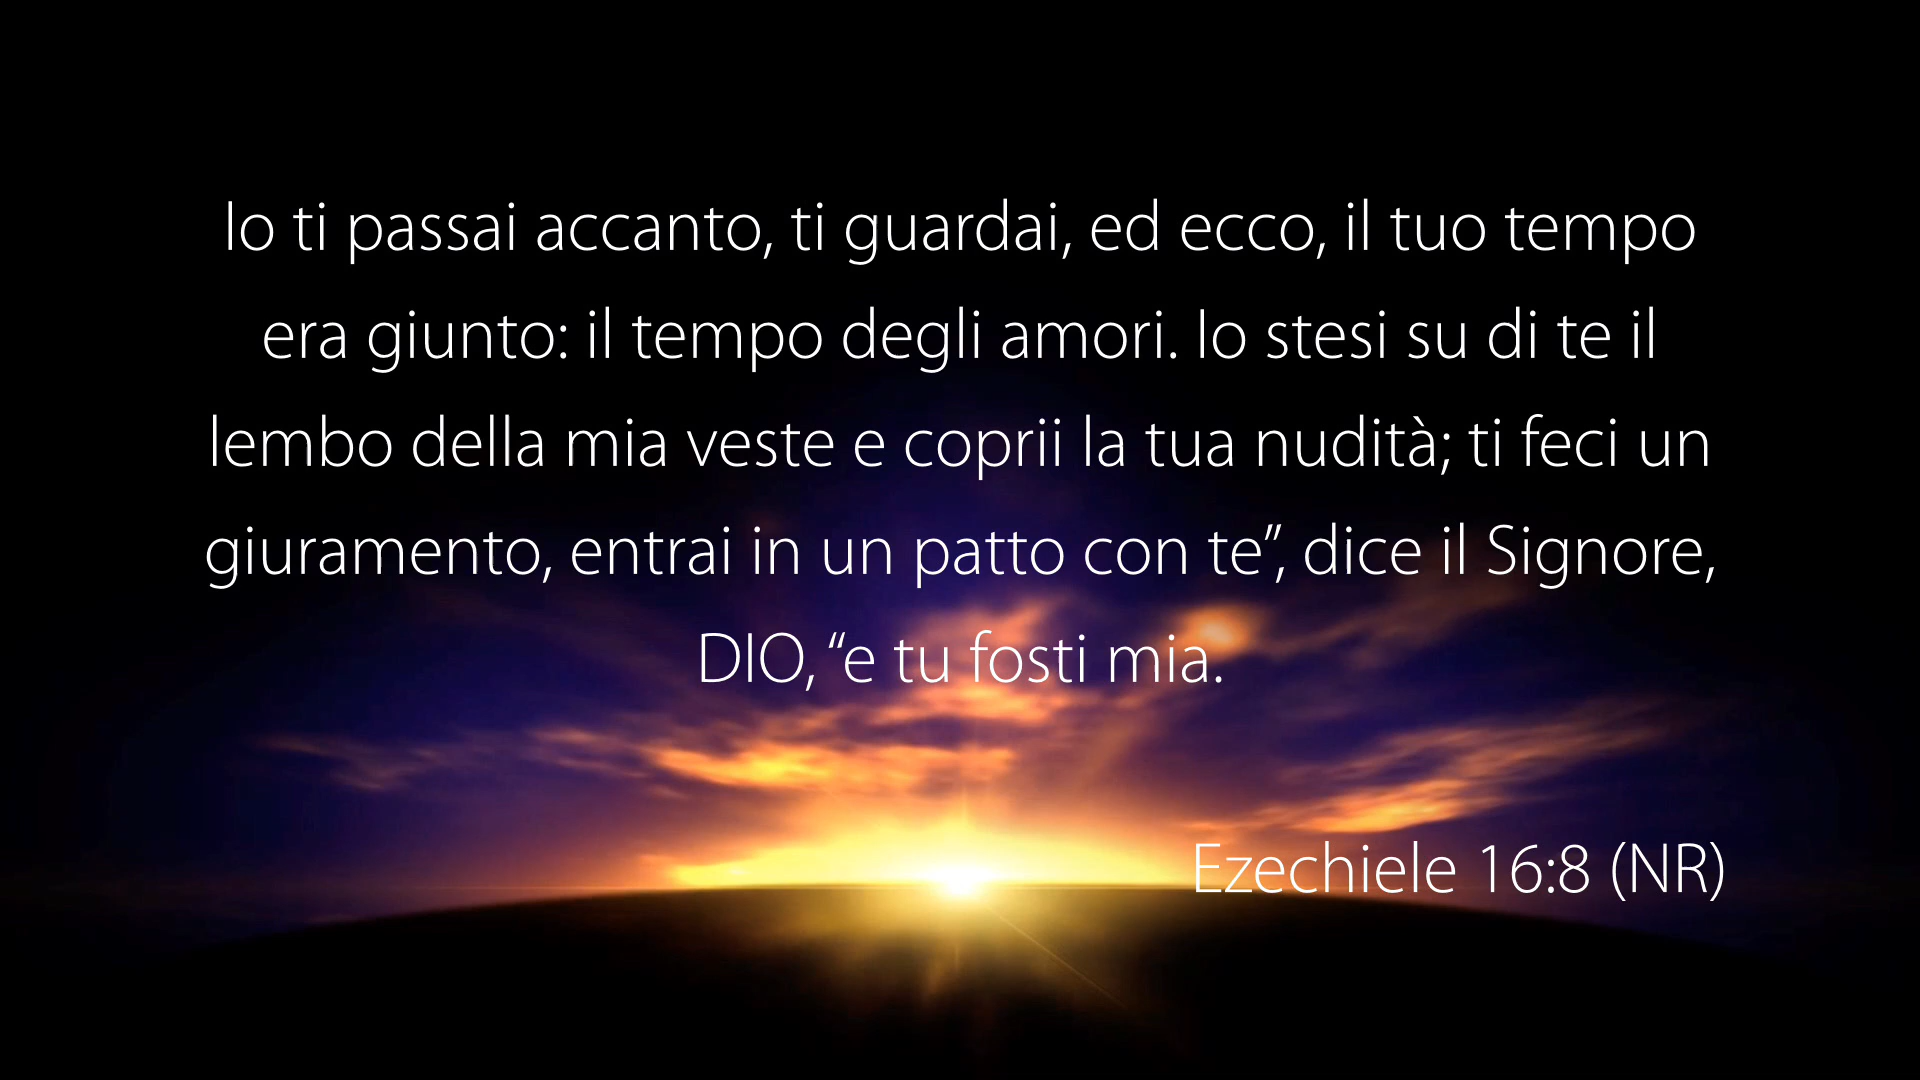 Io ti passai accanto, ti guardai, ed ecco, il tuo tempo
era giunto: il tempo degli amori. Io stesi su di te il
lembo della mia veste e coprii la tua nudità; ti feci un
giuramento, entrai in un patto con te”, dice il Signore,
DIO, “e tu fosti mia.
Ezechiele 16:8 (NR)